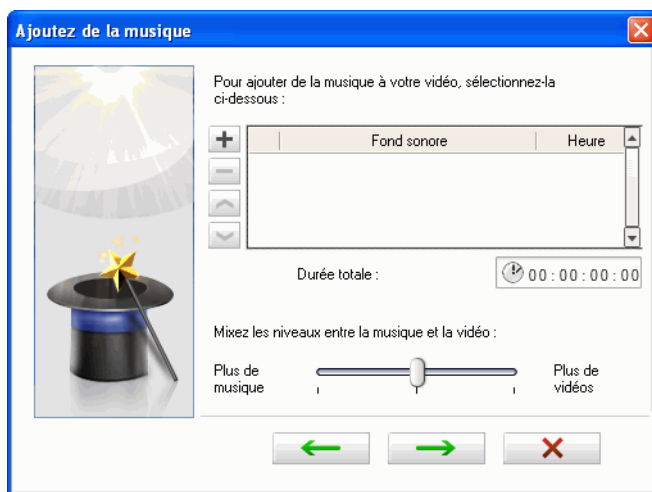 Ajoutez de la musique
Pour ajouter de la musique à votre vidéo, sélectionnez-la
ci-dessous :
Fond sonore
Heure
Durée totale :
00 : 00 : 00 : 00
Mixez les niveaux entre la musique et la vidéo :
Plus de
musique
Plus de
vidéos